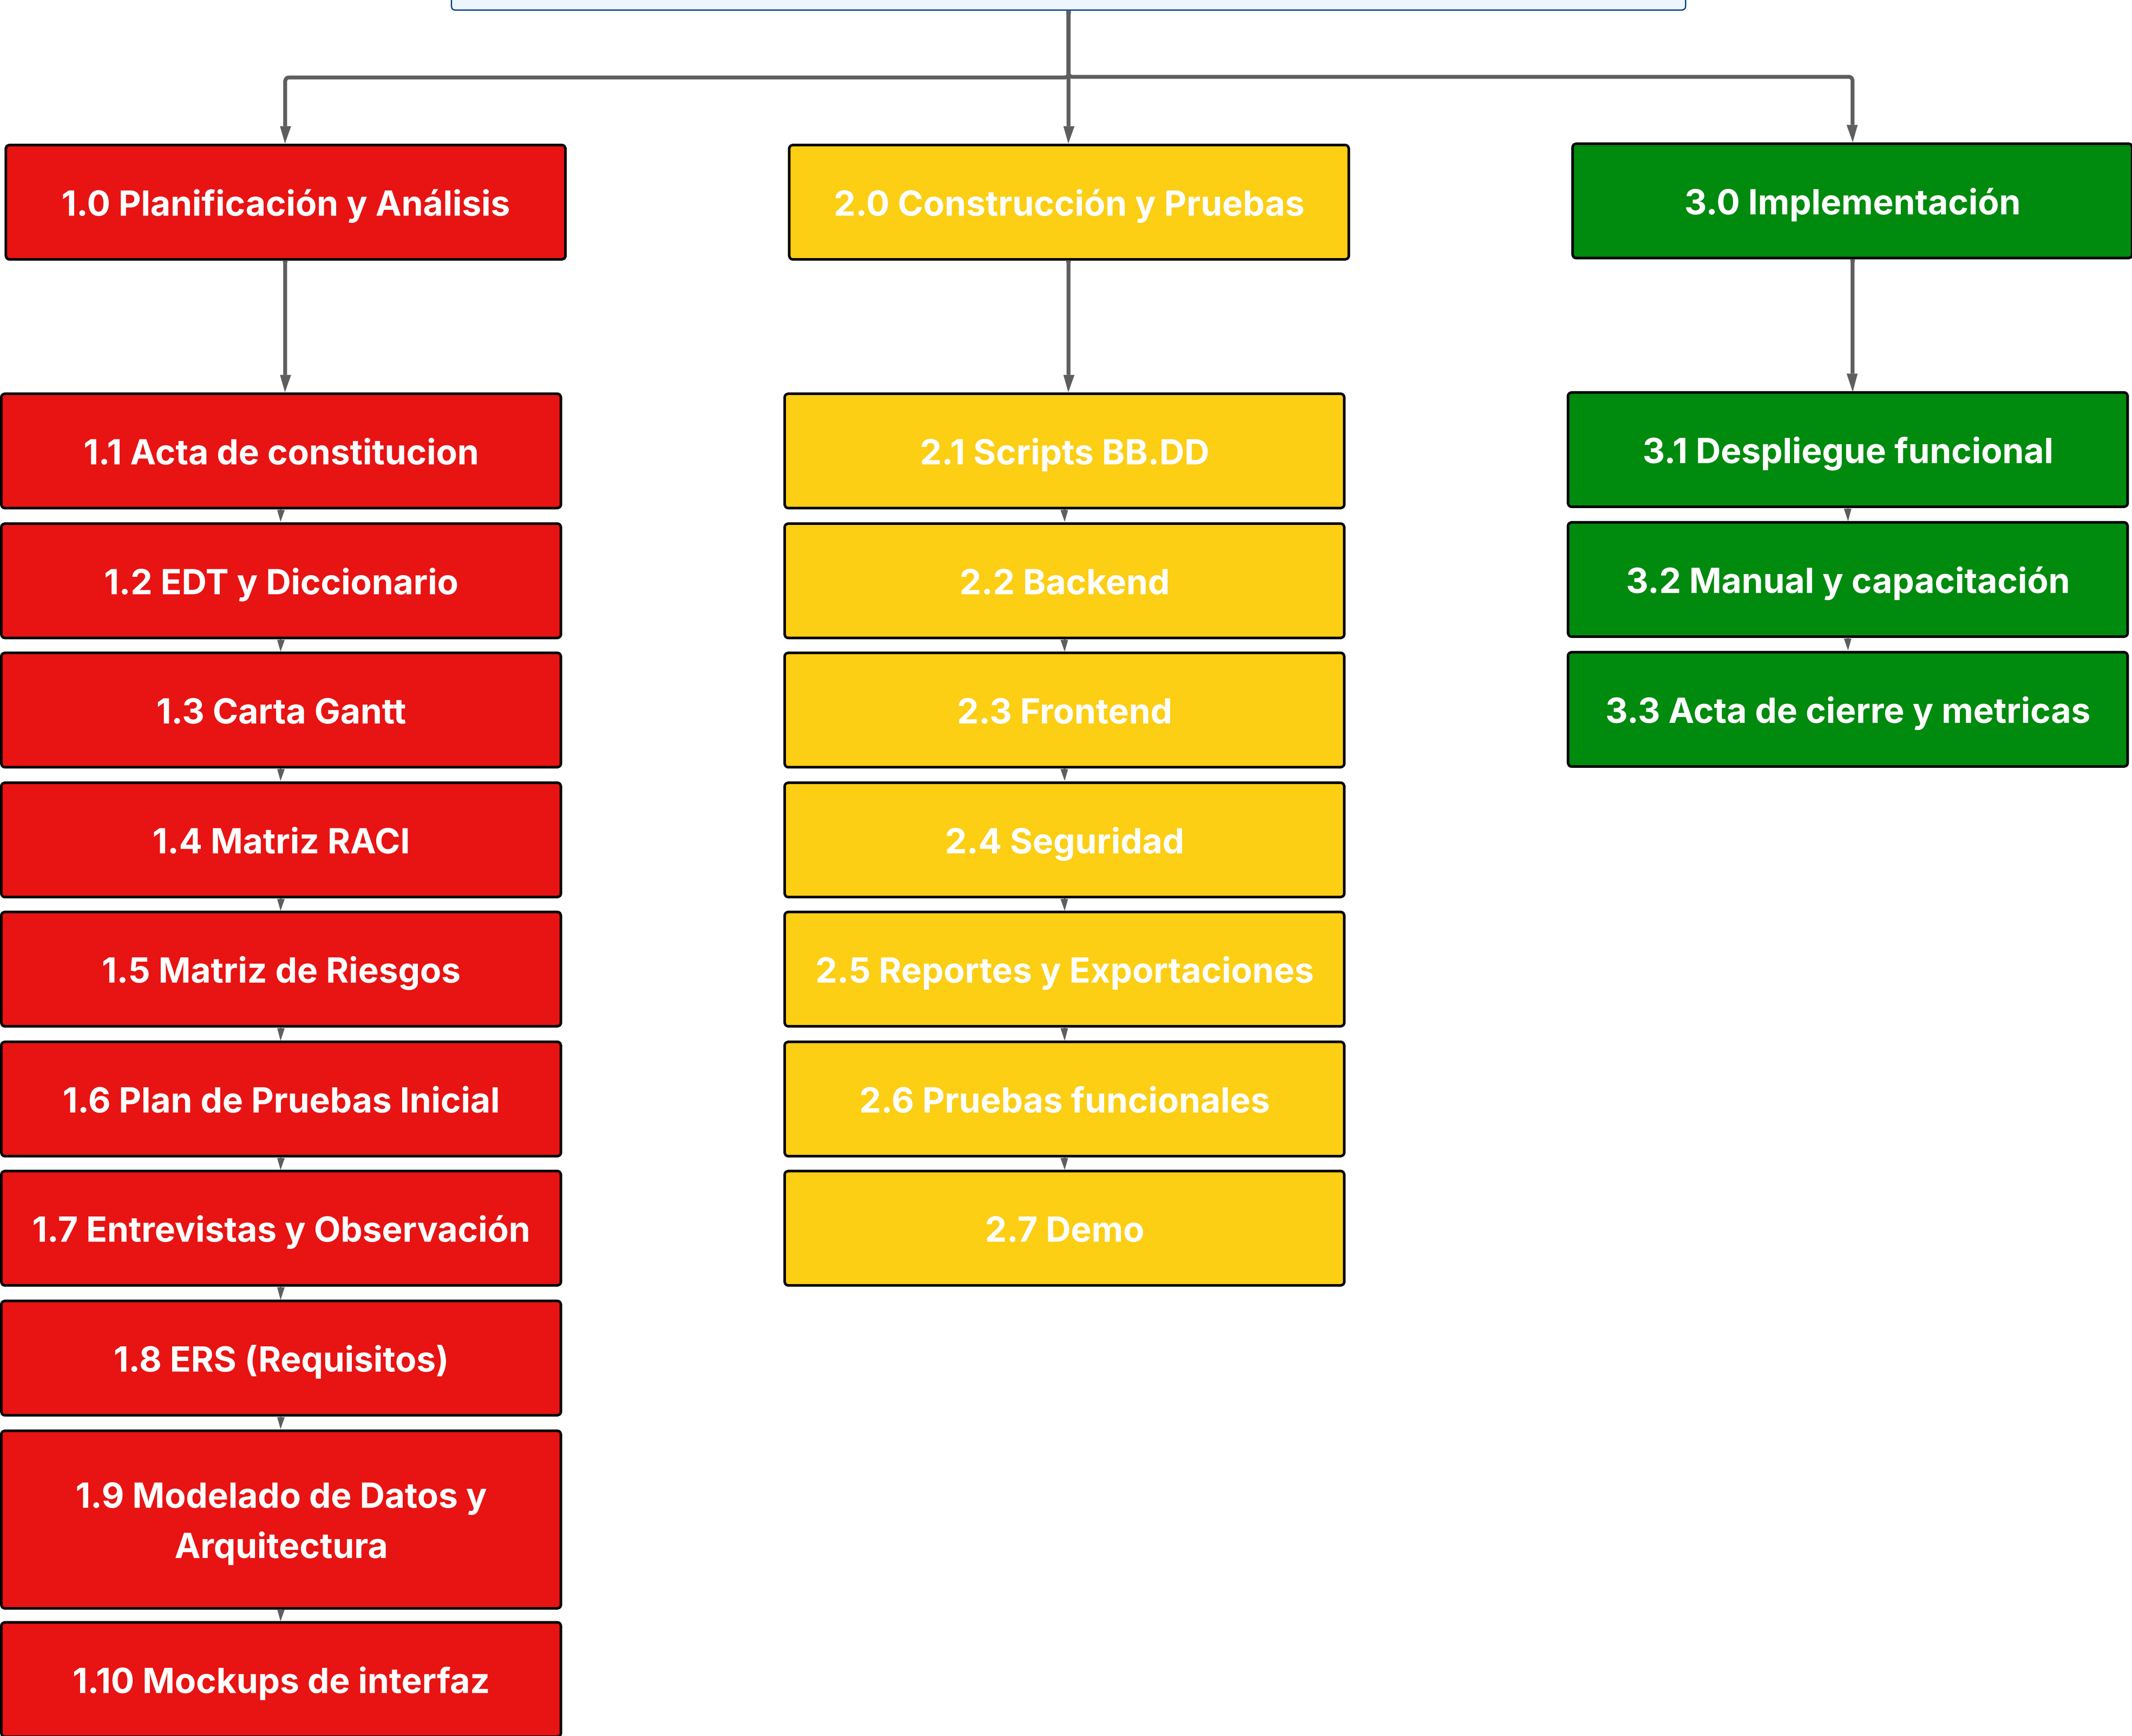 1.0 Planificación y Análisis
2.0 Construcción y Pruebas
3.0 Implementación
1.1 Acta de constitucion
1.2 EDT y Diccionario
1.3 Carta Gantt
1.4 Matriz RACI
1.5 Matriz de Riesgos
1.6 Plan de Pruebas Inicial
1.7 Entrevistas y Observación
1.8 ERS (Requisitos)
1.9 Modelado de Datos y
Arquitectura
1.10 Mockups de interfaz
2.1 Scripts BB.DD
2.2 Backend
2.3 Frontend
2.4 Seguridad
2.5 Reportes y Exportaciones
2.6 Pruebas funcionales
2.7 Demo
3.1 Despliegue funcional
3.2 Manual y capacitación
3.3 Acta de cierre y metricas